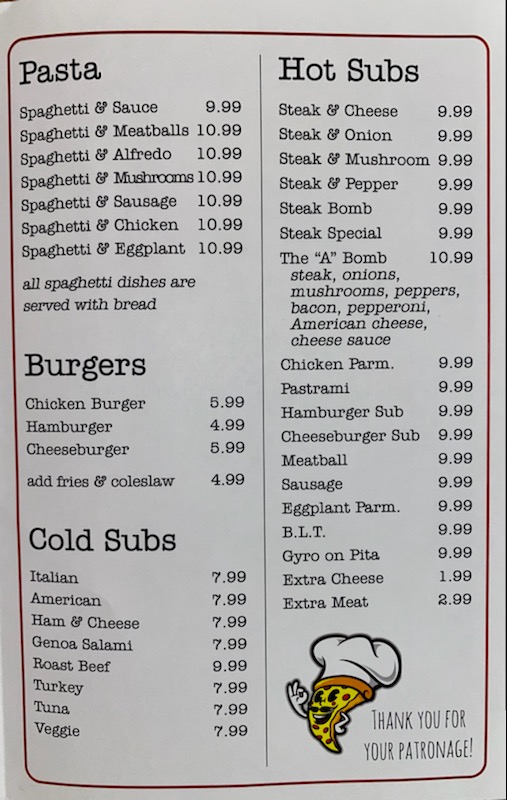 Pasta
Spaghetti & Sauce 9.99
Spaghetti & Meatballs 10.99
Spaghetti & Alfredo 10.99
Spaghetti & Mushrooms 10.99
Spaghetti & Sausage 10.99
Spaghetti & Chicken 10.99
Spaghetti & Eggplant 10.99
all spaghetti dishes are
served with bread
Burgers
Chicken Burger 5.99
Hamburger 4.99
Cheeseburger 5.99
add fries & coleslaw 4.99
Cold Subs
Italian 7.99
American 7.99
Ham & Cheese 7.99
Genoa Salami 7.99
Roast Beef 9.99
Turkey 7.99
Tuna 7.99
Veggie 7.99
Hot Subs
Steak & Cheese 9.99
Steak & Onion 9.99
Steak & Mushroom 9.99
Steak & Pepper 9.99
Steak Bomb 9.99
Steak Special 9.99
The “A” Bomb 10.99
steak, onions,
mushrooms, peppers,
bacon, pepperoni,
American cheese,
cheese sauce
Chicken Parm. 9.99
Pastrami 9.99
Hamburger Sub 9.99
Cheeseburger Sub 9.99
Meatball 9.99
Sausage 9.99
Eggplant Parm. 9.99
B.L.T. 9.99
Gyro on Pita 9.99
Extra Cheese 1.99
Extra Meat 2.99
THANK YOU FOR
YOUR PATRONAGE!